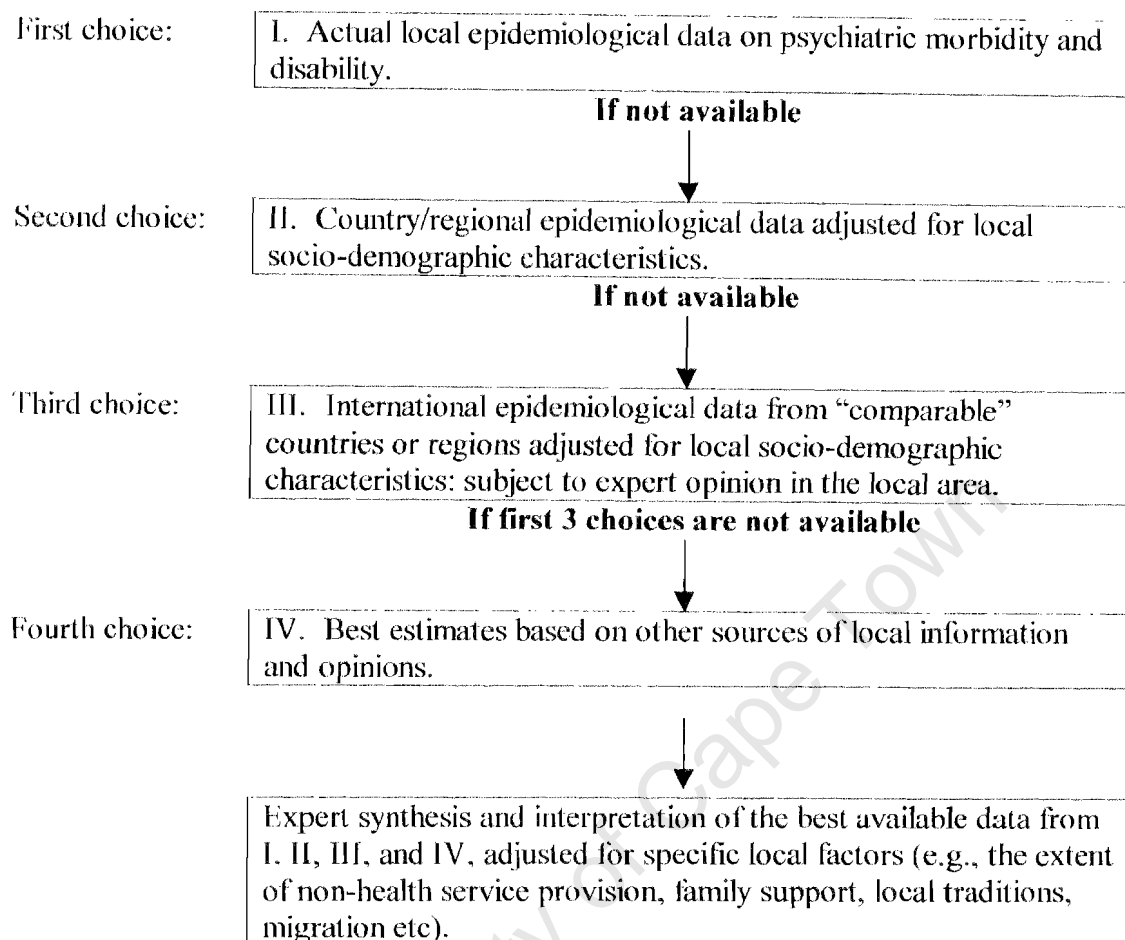 First choice:
I. Actual local epidemiological data on psychiatric morbidity and
disability.
If not available
Second choice:
II. Country/regional epidemiological data adjusted for local
socio-demographic characteristics.
If not available
Third choice:
III. International epidemiological data from “comparable”
countries or regions adjusted for local socio-demographic
characteristics: subject to expert opinion in the local area.
If first 3 choices are not available
Fourth choice:
IV. Best estimates based on other sources of local information
and opinions.
Expert synthesis and interpretation of the best available data from
I. II, III, and IV, adjusted for specific local factors (e.g., the extent
of non-health service provision, family support, local traditions,
migration etc).
of Cape Town